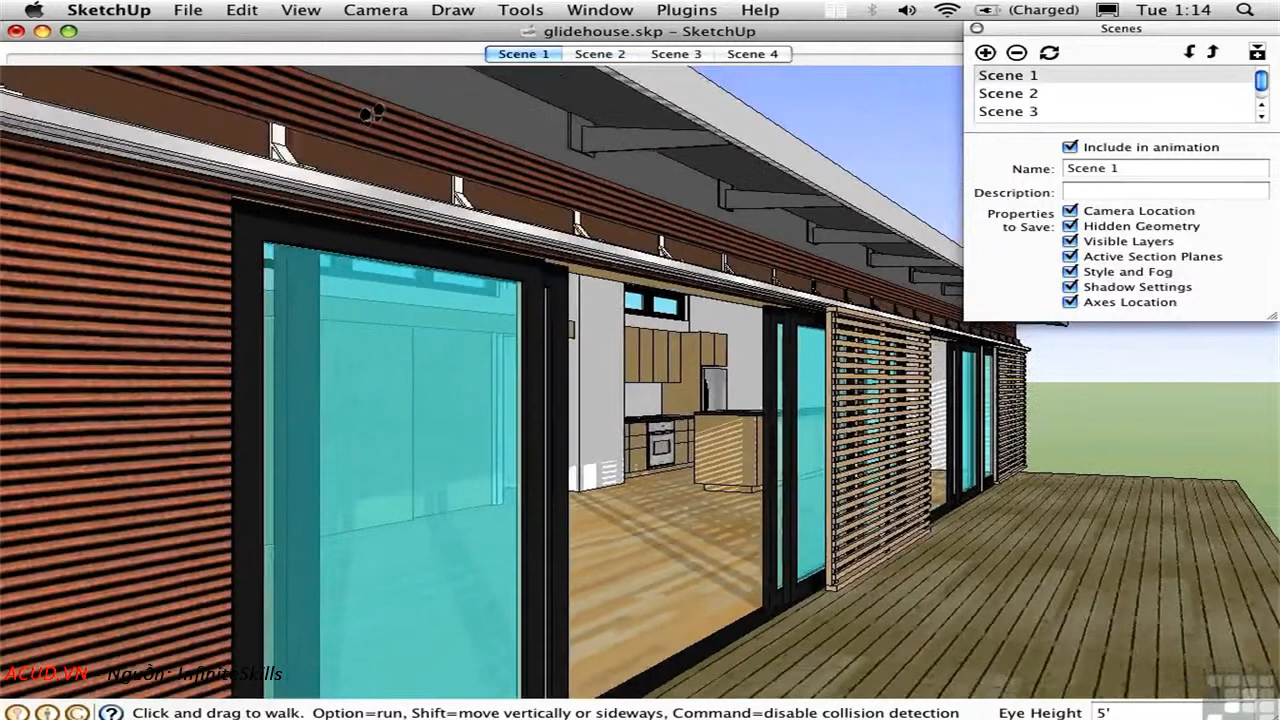 SketchUp File Edit View Camera Draw Tools Window Plugins Help (Charged) Tue 1:14
glidehouse.skp – SketchUp
Scene 1 Scene 2 Scene 3 Scene 4
Scenes
Scene 1
Scene 2
Scene 3
Include in animation
Name: Scene 1
Description:
Properties to Save:
Camera Location
Hidden Geometry
Visible Layers
Active Section Planes
Style and Fog
Shadow Settings
Axes Location
ACUD.VN - Nguồn: InfiniteSkills
Click and drag to walk. Option=run, Shift=move vertically or sideways, Command=disable collision detection Eye Height 5'